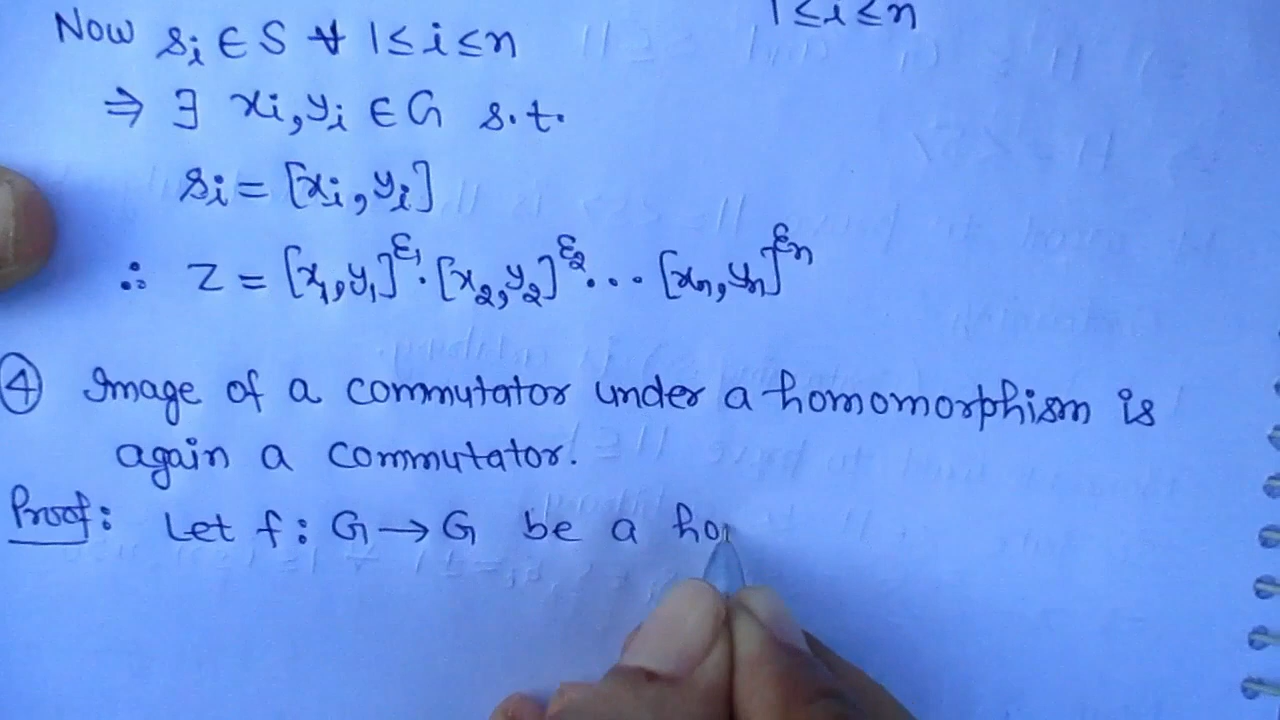 1≤i≤n
Now sᵢ ∈ S ∀ 1≤i≤n
⇒ ∃ xᵢ, yᵢ ∈ G s.t.
sᵢ = [xᵢ, yᵢ]
∴ z = [x₁, y₁]^ε₁ · [x₂, y₂]^ε₂ ... [xₙ, yₙ]^εₙ
④ Image of a commutator under a homomorphism is
again a commutator.
Proof: Let f: G → G be a ho